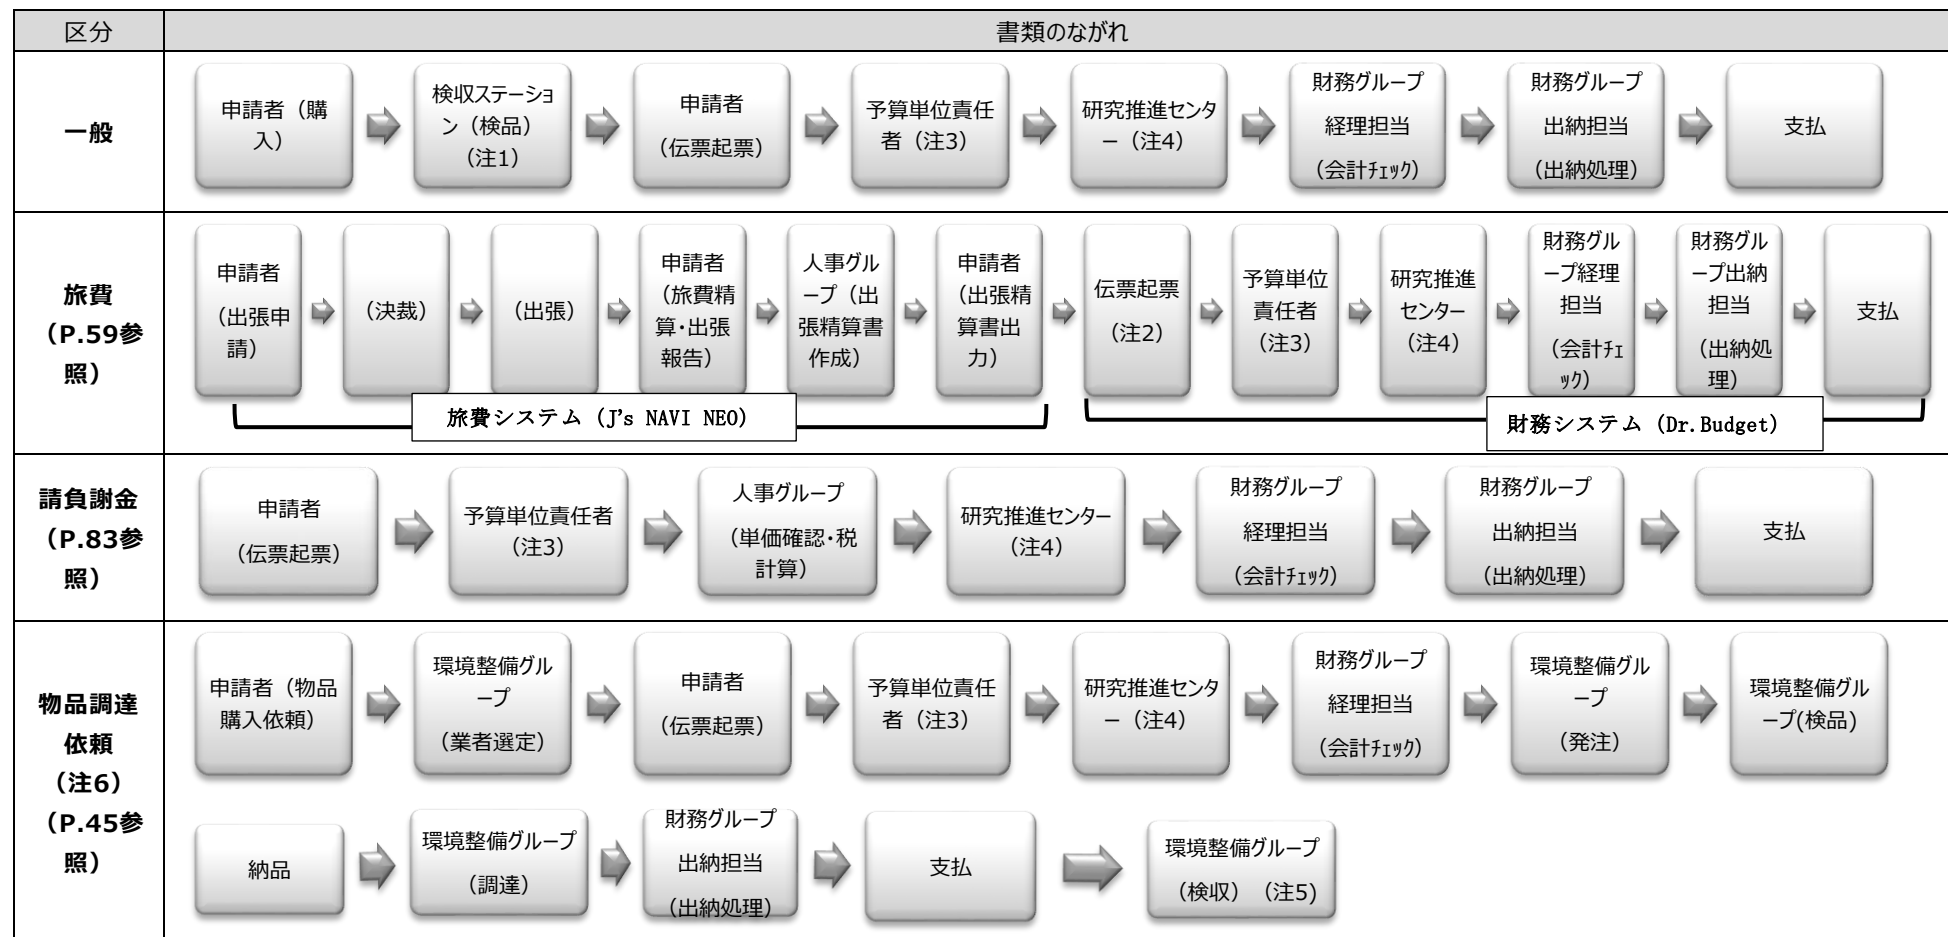 区分
書類のながれ
一般
申請者（購
入）
検収ステーショ
ン（検品）
（注1）
申請者
（伝票起票）
予算単位責任
者（注3）
研究推進センタ
ー（注4）
財務グループ
経理担当
（会計ﾁｪｯｸ）
財務グループ
出納担当
（出納処理）
支払
旅費
（P.59参
照）
申請者
（出張申
請）
（決裁）
（出張）
申請者
（旅費精
算・出張
報告）
人事グル
ープ（出
張精算書
作成）
申請者
（出張精
算書出
力）
伝票起票
（注2）
予算単位
責任者
（注3）
研究推進
センター
（注4）
財務グル
ープ経理
担当
（会計ﾁｪ
ｯｸ）
財務グル
ープ出納
担当
（出納処
理）
支払
旅費システム（J's NAVI NEO）
財務システム（Dr.Budget）
請負謝金
（P.83参
照）
申請者
（伝票起票）
予算単位責任者
（注3）
人事グループ
（単価確認・税
計算）
研究推進センター
（注4）
財務グループ
経理担当
（会計ﾁｪｯｸ）
財務グループ
出納担当
（出納処理）
支払
物品調達
依頼
（注6）
（P.45参
照）
申請者（物品
購入依頼）
環境整備グル
ープ
（業者選定）
申請者
（伝票起票）
予算単位責任
者（注3）
研究推進センタ
ー（注4）
財務グループ
経理担当
（会計ﾁｪｯｸ）
環境整備グル
ープ
（発注）
環境整備グル
ープ(検品)
納品
環境整備グループ
（調達）
財務グループ
出納担当
（出納処理）
支払
環境整備グループ
（検収）（注5)